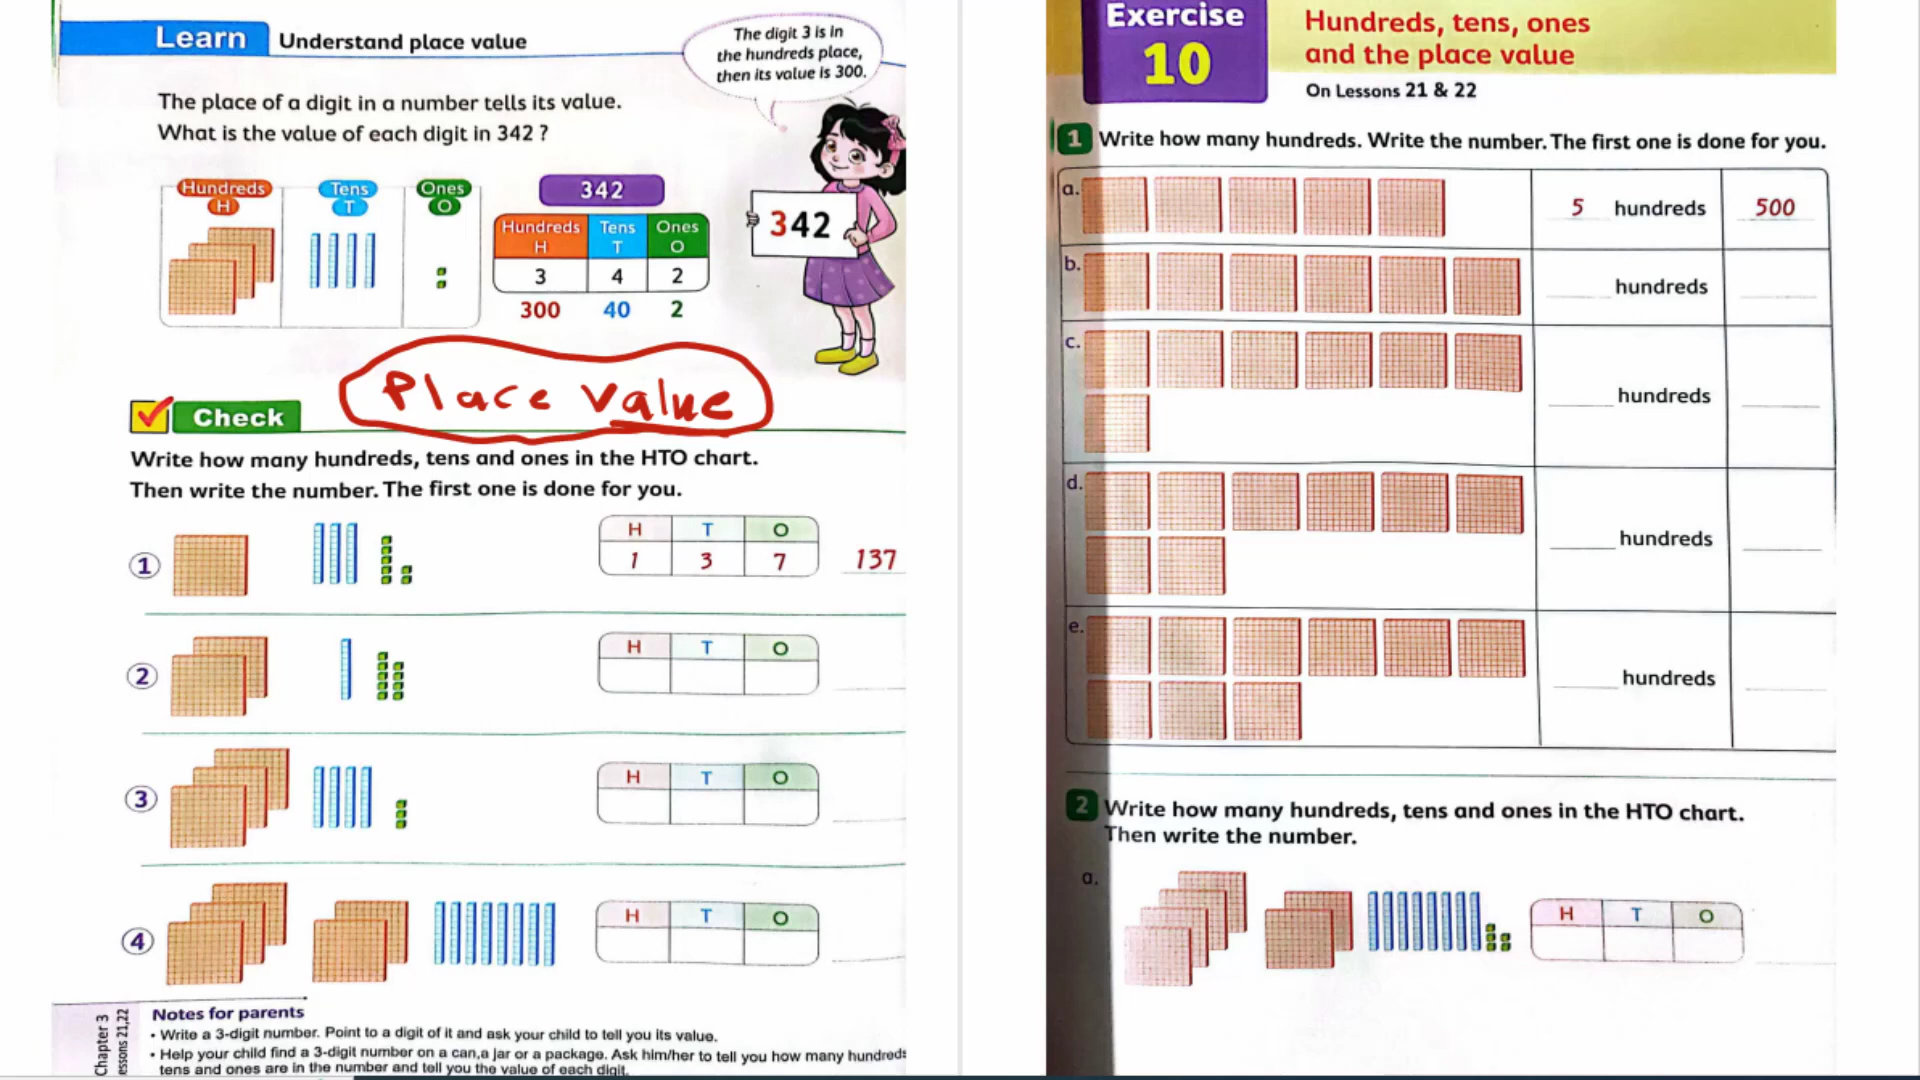 Learn Understand place value
The digit 3 is in
the hundreds place,
then its value is 300.
The place of a digit in a number tells its value.
What is the value of each digit in 342 ?
Hundreds Tens Ones
H T O
342
Hundreds Tens Ones
H T O
3 4 2
300 40 2
342
Place value
Check
Write how many hundreds, tens and ones in the HTO chart.
Then write the number. The first one is done for you.
1
H T O
1 3 7 137
2
H T O
3
H T O
4
H T O
Chapter 3
essons 21,22
Notes for parents
• Write a 3-digit number. Point to a digit of it and ask your child to tell you its value.
• Help your child find a 3-digit number on a can,a jar or a package. Ask him/her to tell you how many hundreds
tens and ones are in the number and tell you the value of each digit.
Exercise
10
Hundreds, tens, ones
and the place value
On Lessons 21 & 22
1 Write how many hundreds. Write the number. The first one is done for you.
a. 5 hundreds 500
b. hundreds
c. hundreds
d. hundreds
e. hundreds
2 Write how many hundreds, tens and ones in the HTO chart.
Then write the number.
a.
H T O